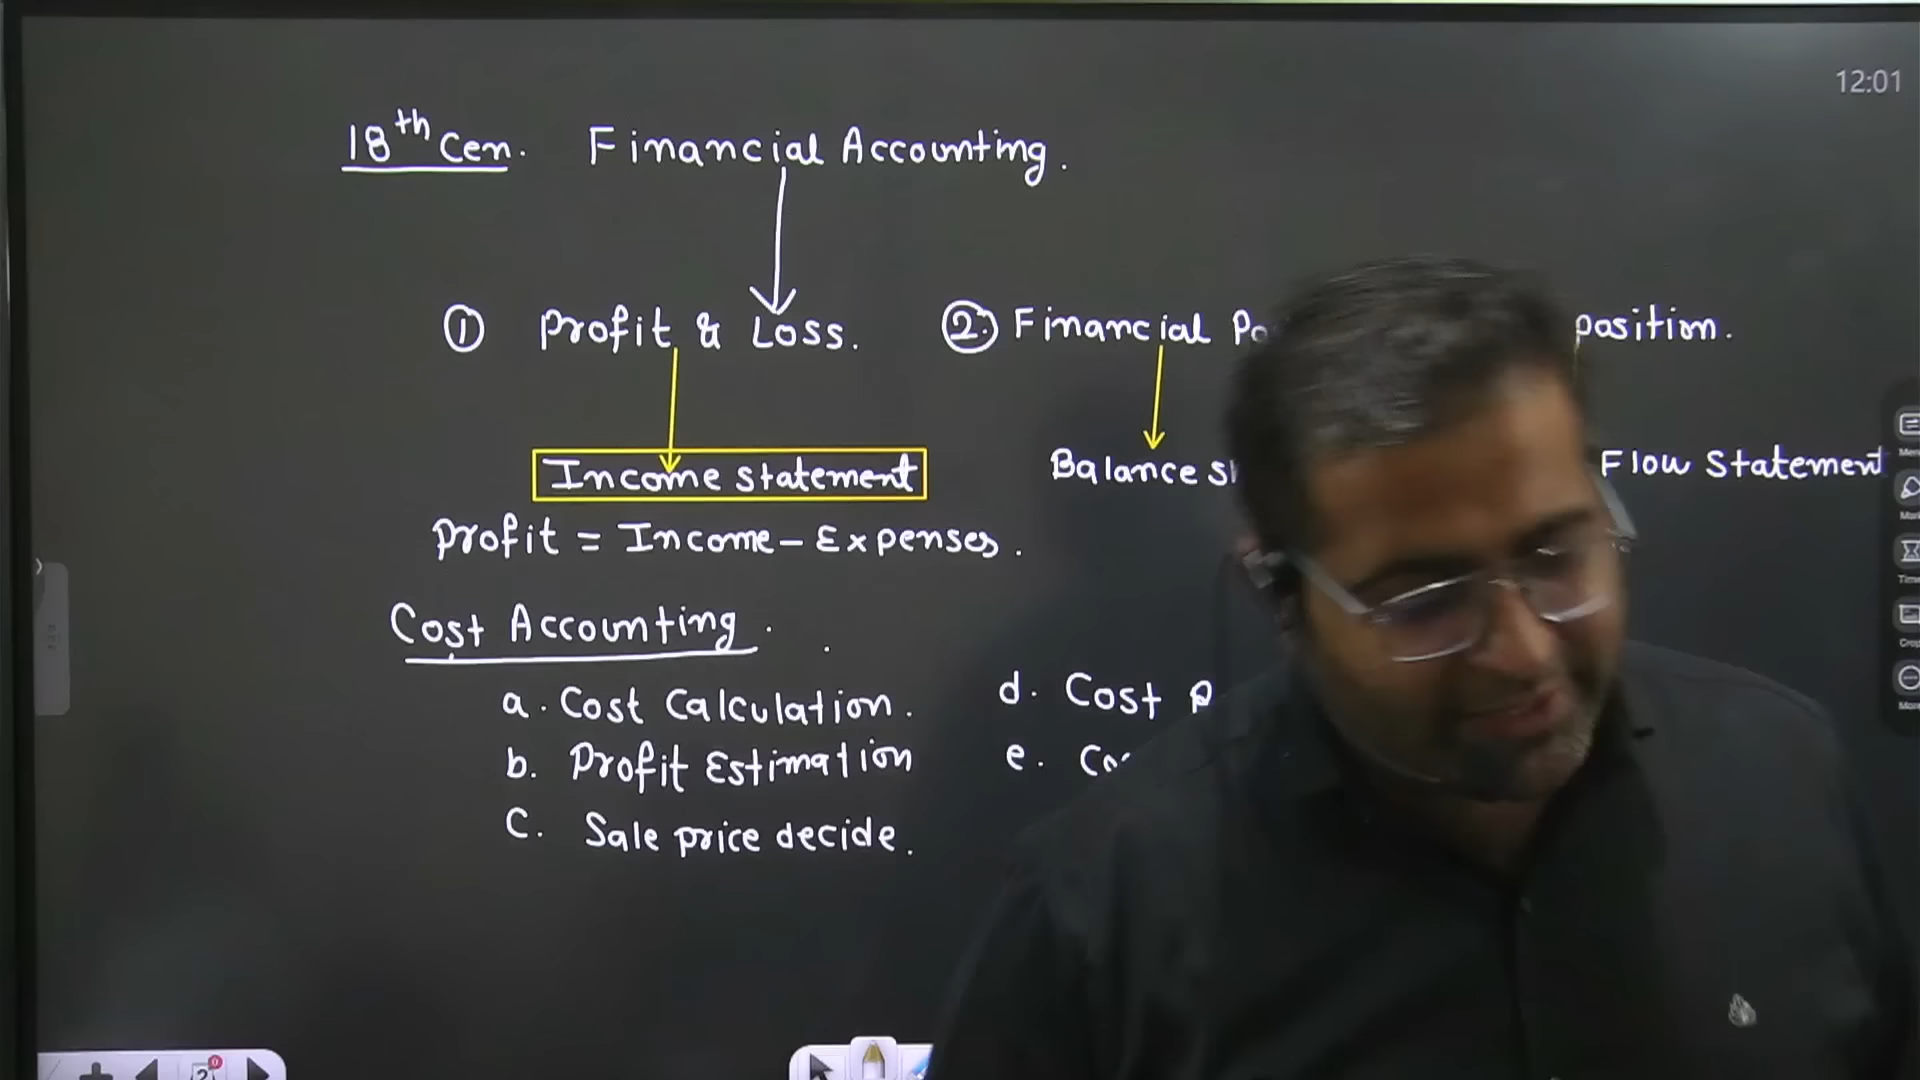 12:01
18th Cen. Financial Accounting.
① Profit & Loss. ② Financial position.
Income statement Balance Flow Statement
Profit = Income - Expenses.
Cost Accounting.
a. Cost Calculation. d. Cost
b. Profit Estimation e.
C. Sale price decide.